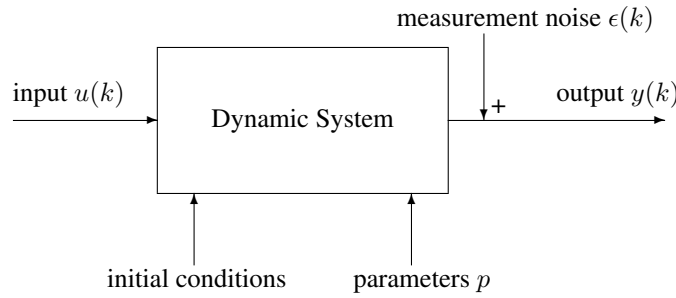 measurement noise ϵ(k)
input u(k)
output y(k)
+
Dynamic System
initial conditions
parameters p